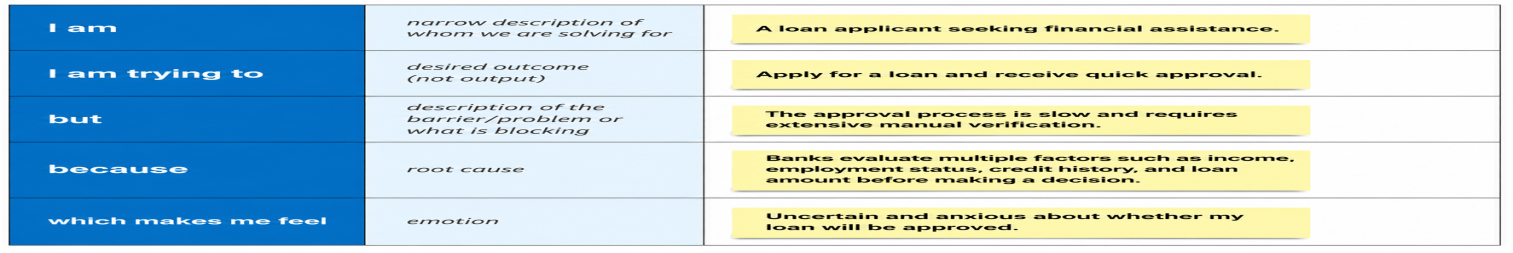 I am
narrow description of
whom we are solving for
A loan applicant seeking financial assistance.
I am trying to
desired outcome
(not output)
Apply for a loan and receive quick approval.
but
description of the
barrier/problem or
what is blocking
The approval process is slow and requires
extensive manual verification.
because
root cause
Banks evaluate multiple factors such as income,
employment status, credit history, and loan
amount before making a decision.
which makes me feel
emotion
Uncertain and anxious about whether my
loan will be approved.